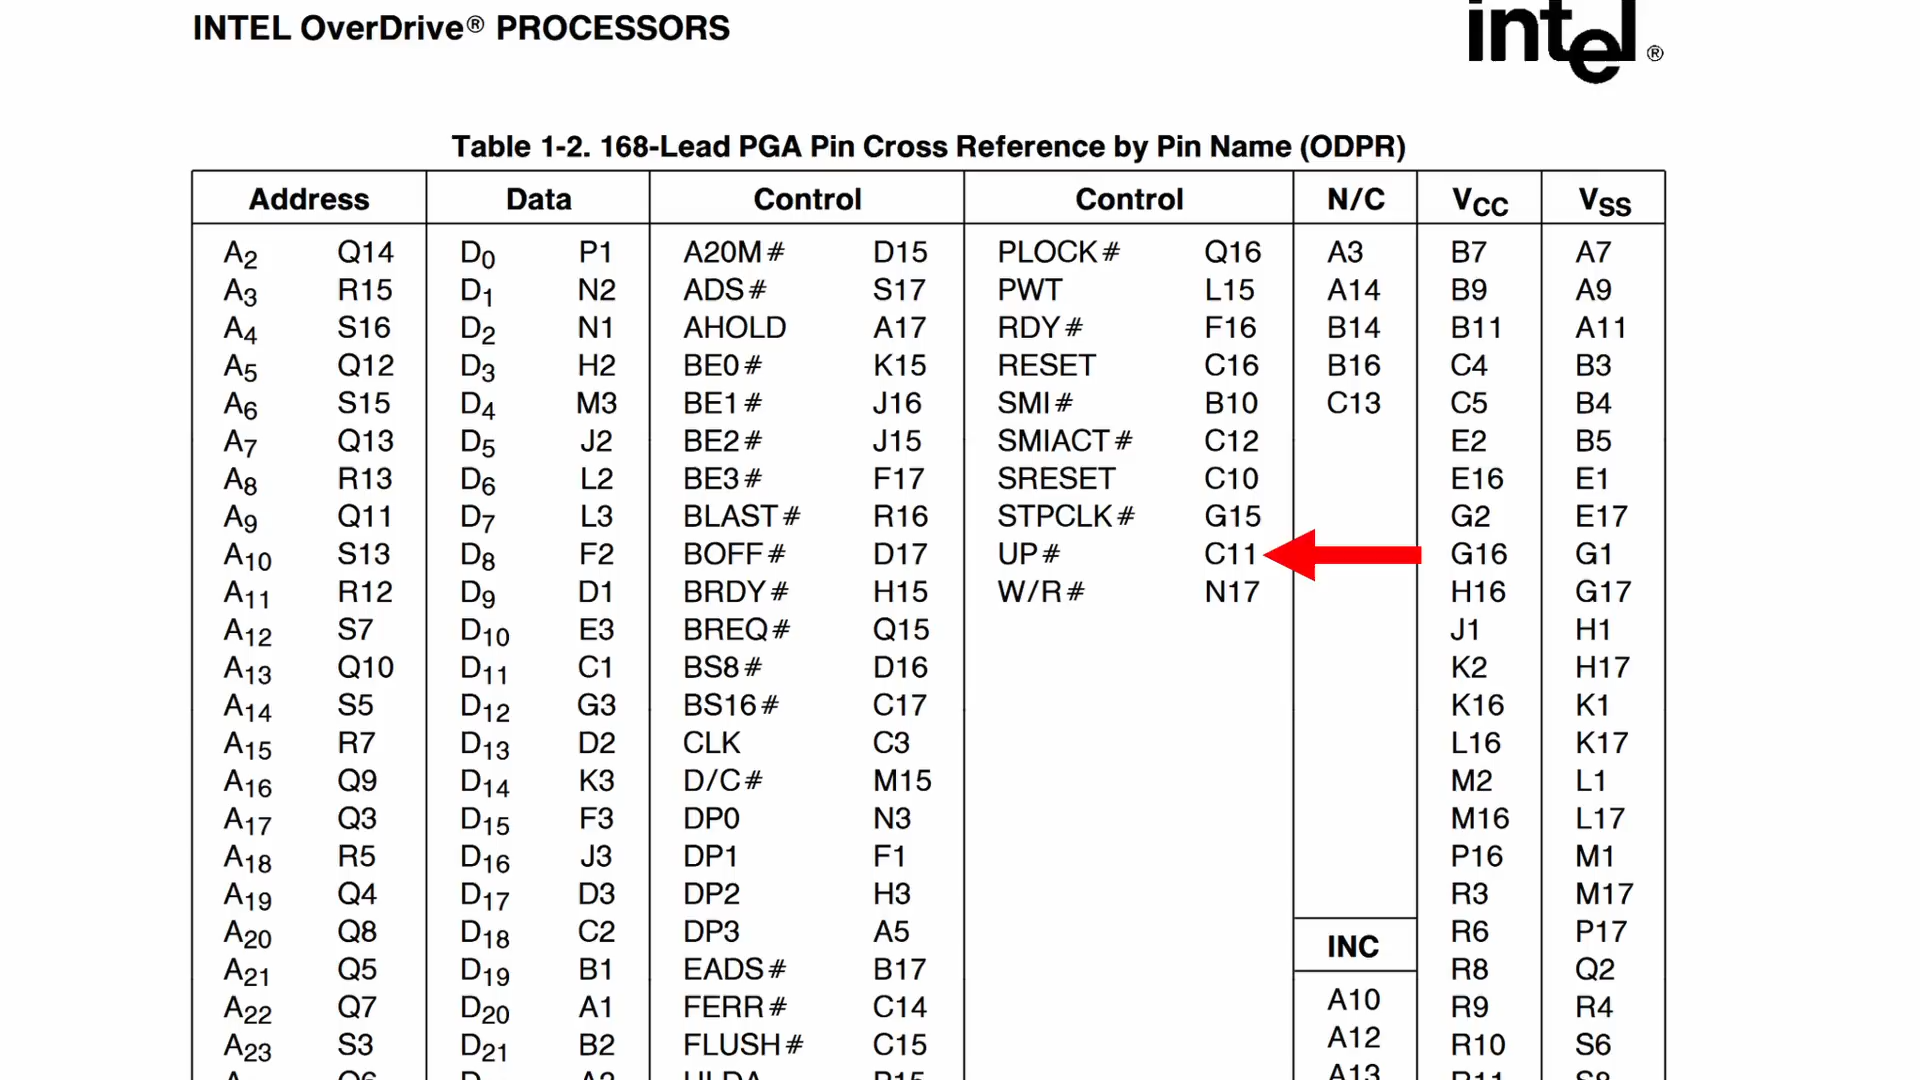 INTEL OverDrive® PROCESSORS
intel®
Table 1-2. 168-Lead PGA Pin Cross Reference by Pin Name (ODPR)
Address Data Control Control N/C VCC VSS
A2 Q14 D0 P1 A20M# D15 PLOCK# Q16 A3 B7 A7
A3 R15 D1 N2 ADS# S17 PWT L15 A14 B9 A9
A4 S16 D2 N1 AHOLD A17 RDY# F16 B14 B11 A11
A5 Q12 D3 H2 BE0# K15 RESET C16 B16 C4 B3
A6 S15 D4 M3 BE1# J16 SMI# B10 C13 C5 B4
A7 Q13 D5 J2 BE2# J15 SMIACT# C12 E2 B5
A8 R13 D6 L2 BE3# F17 SRESET C10 E16 E1
A9 Q11 D7 L3 BLAST# R16 STPCLK# G15 G2 E17
A10 S13 D8 F2 BOFF# D17 UP# C11 G16 G1
A11 R12 D9 D1 BRDY# H15 W/R# N17 H16 G17
A12 S7 D10 E3 BREQ# Q15 J1 H1
A13 Q10 D11 C1 BS8# D16 K2 H17
A14 S5 D12 G3 BS16# C17 K16 K1
A15 R7 D13 D2 CLK C3 L16 K17
A16 Q9 D14 K3 D/C# M15 M2 L1
A17 Q3 D15 F3 DP0 N3 M16 L17
A18 R5 D16 J3 DP1 F1 P16 M1
A19 Q4 D17 D3 DP2 H3 R3 M17
A20 Q8 D18 C2 DP3 A5 INC R6 P17
A21 Q5 D19 B1 EADS# B17 R8 Q2
A22 Q7 D20 A1 FERR# C14 A10 R9 R4
A23 S3 D21 B2 FLUSH# C15 A12 R10 S6
A13